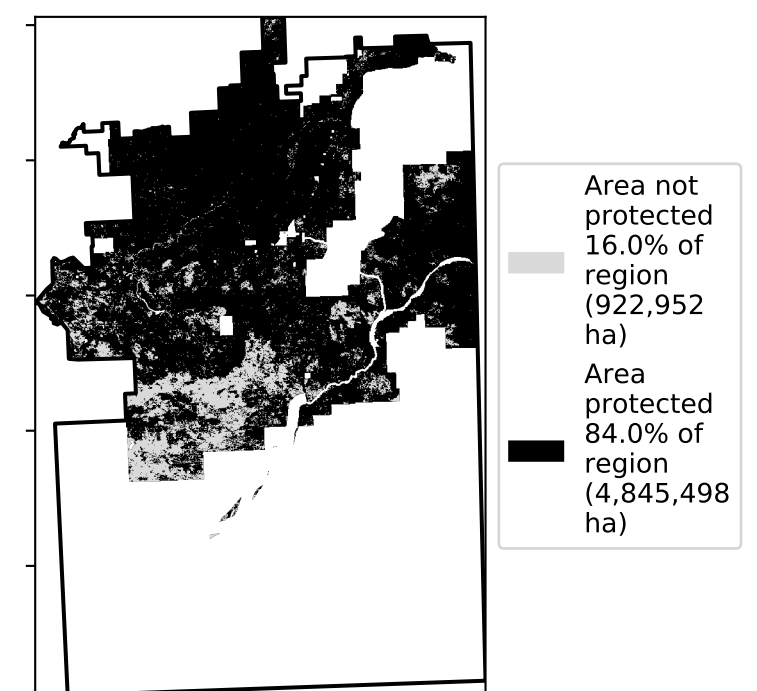 Area not
protected
16.0% of
region
(922,952
ha)
Area
protected
84.0% of
region
(4,845,498
ha)